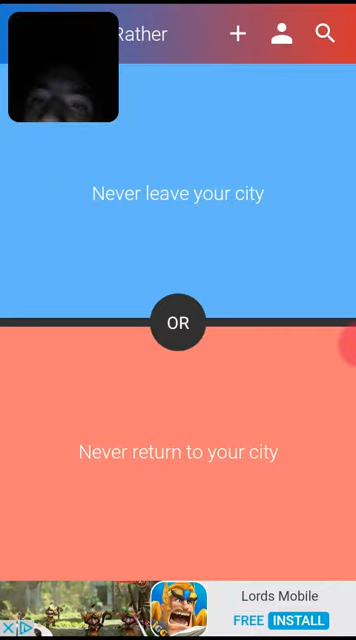 Rather
Never leave your city
OR
Never return to your city
Lords Mobile
FREE INSTALL